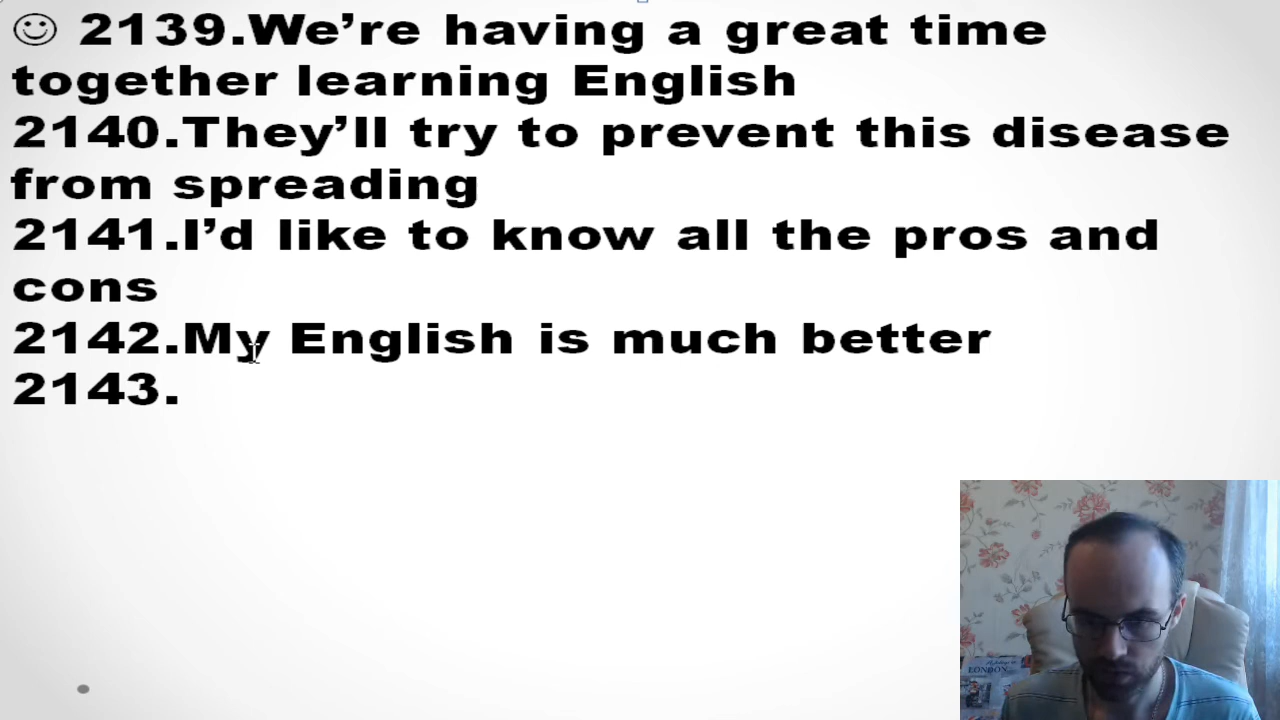 ☺ 2139.We’re having a great time
together learning English
2140.They’ll try to prevent this disease
from spreading
2141.I’d like to know all the pros and
cons
2142.My English is much better
2143.
LONDON